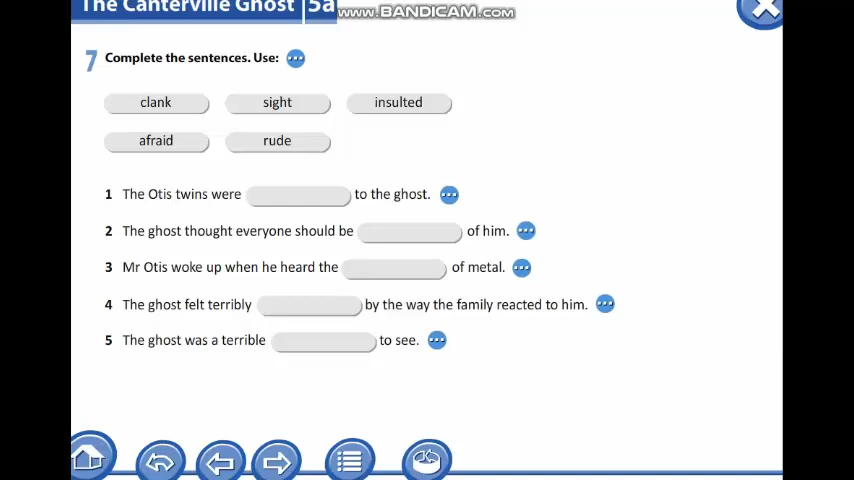 The Canterville Ghost 5a
www.BANDICAM.com
7 Complete the sentences. Use:
clank sight insulted
afraid rude
1 The Otis twins were to the ghost.
2 The ghost thought everyone should be of him.
3 Mr Otis woke up when he heard the of metal.
4 The ghost felt terribly by the way the family reacted to him.
5 The ghost was a terrible to see.